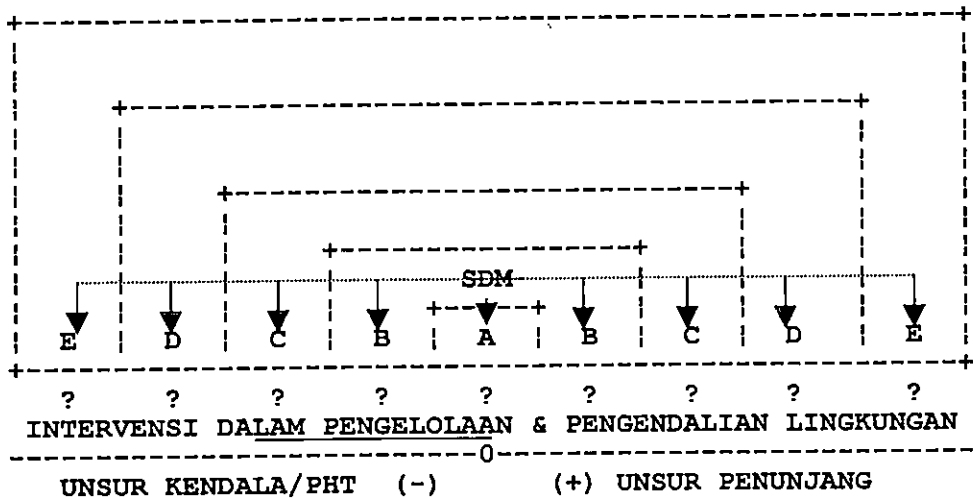 SDM
E D C B A B C D E
? ? ? ? ? ? ? ? ?
INTERVENSI DALAM PENGELOLAAN & PENGENDALIAN LINGKUNGAN
0
UNSUR KENDALA/PHT (-) (+) UNSUR PENUNJANG